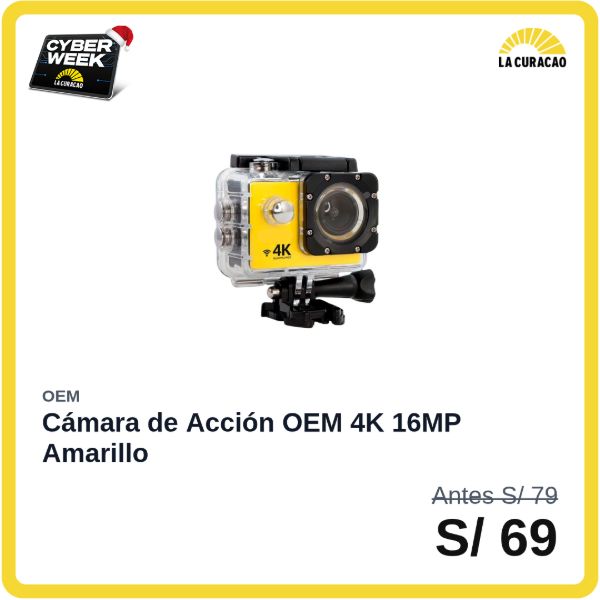 CYBER
WEEK
LA CURACAO
LA CURACAO
4K
OEM
Cámara de Acción OEM 4K 16MP
Amarillo
Antes S/ 79
S/ 69